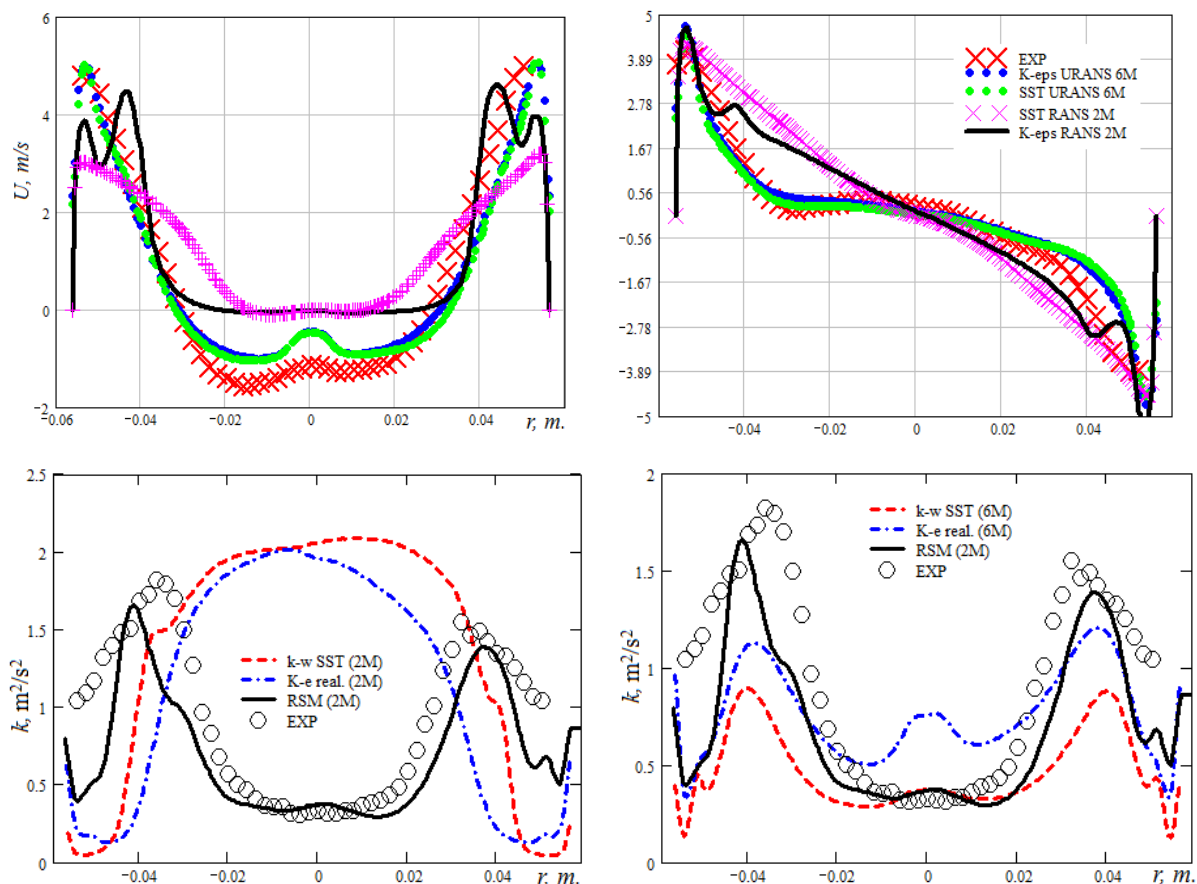 6
4
2
0
−2
U, m/s
−0.06
−0.04
−0.02
0
0.02
0.04
r, m.
5
3.89
2.78
1.67
0.56
−0.56
−1.67
−2.78
−3.89
−5
EXP
K-eps URANS 6M
SST URANS 6M
SST RANS 2M
K-eps RANS 2M
−0.04
−0.02
0
0.02
0.04
r, m.
2.5
2
1.5
1
0.5
0
k, m²/s²
k-w SST (2M)
K-e real. (2M)
RSM (2M)
EXP
−0.04
−0.02
0
0.02
0.04
r, m.
2
1.5
1
0.5
0
k, m²/s²
k-w SST (6M)
K-e real. (6M)
RSM (2M)
EXP
−0.04
−0.02
0
0.02
0.04
r, m.